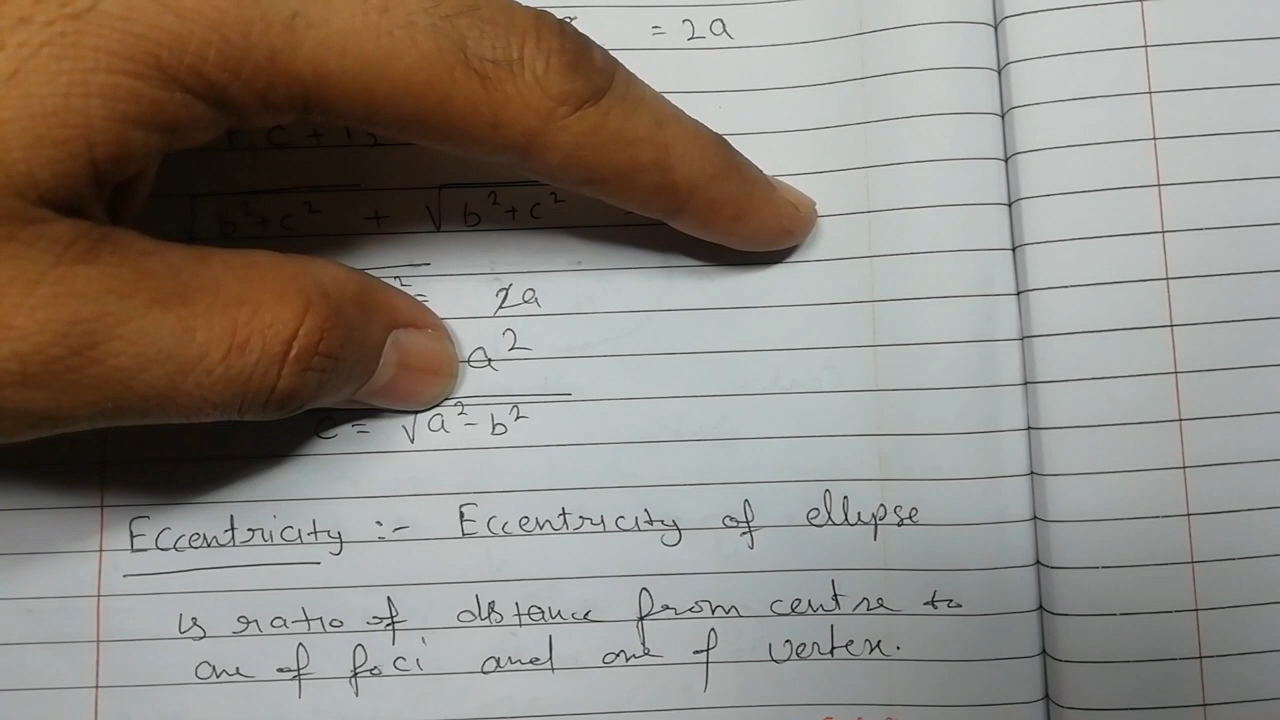 = 2a
√b²+c² + √b²+c²
² = 2a
a²
c = √a²-b²
Eccentricity :- Eccentricity of ellipse
is ratio of distance from centre to
one of foci and one of vertex.